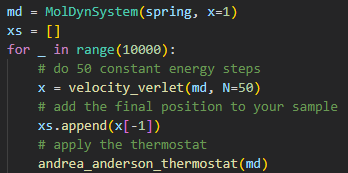 md = MolDynSystem(spring, x=1)
xs = []
for _ in range(10000):
    # do 50 constant energy steps
    x = velocity_verlet(md, N=50)
    # add the final position to your sample
    xs.append(x[-1])
    # apply the thermostat
    andrea_anderson_thermostat(md)